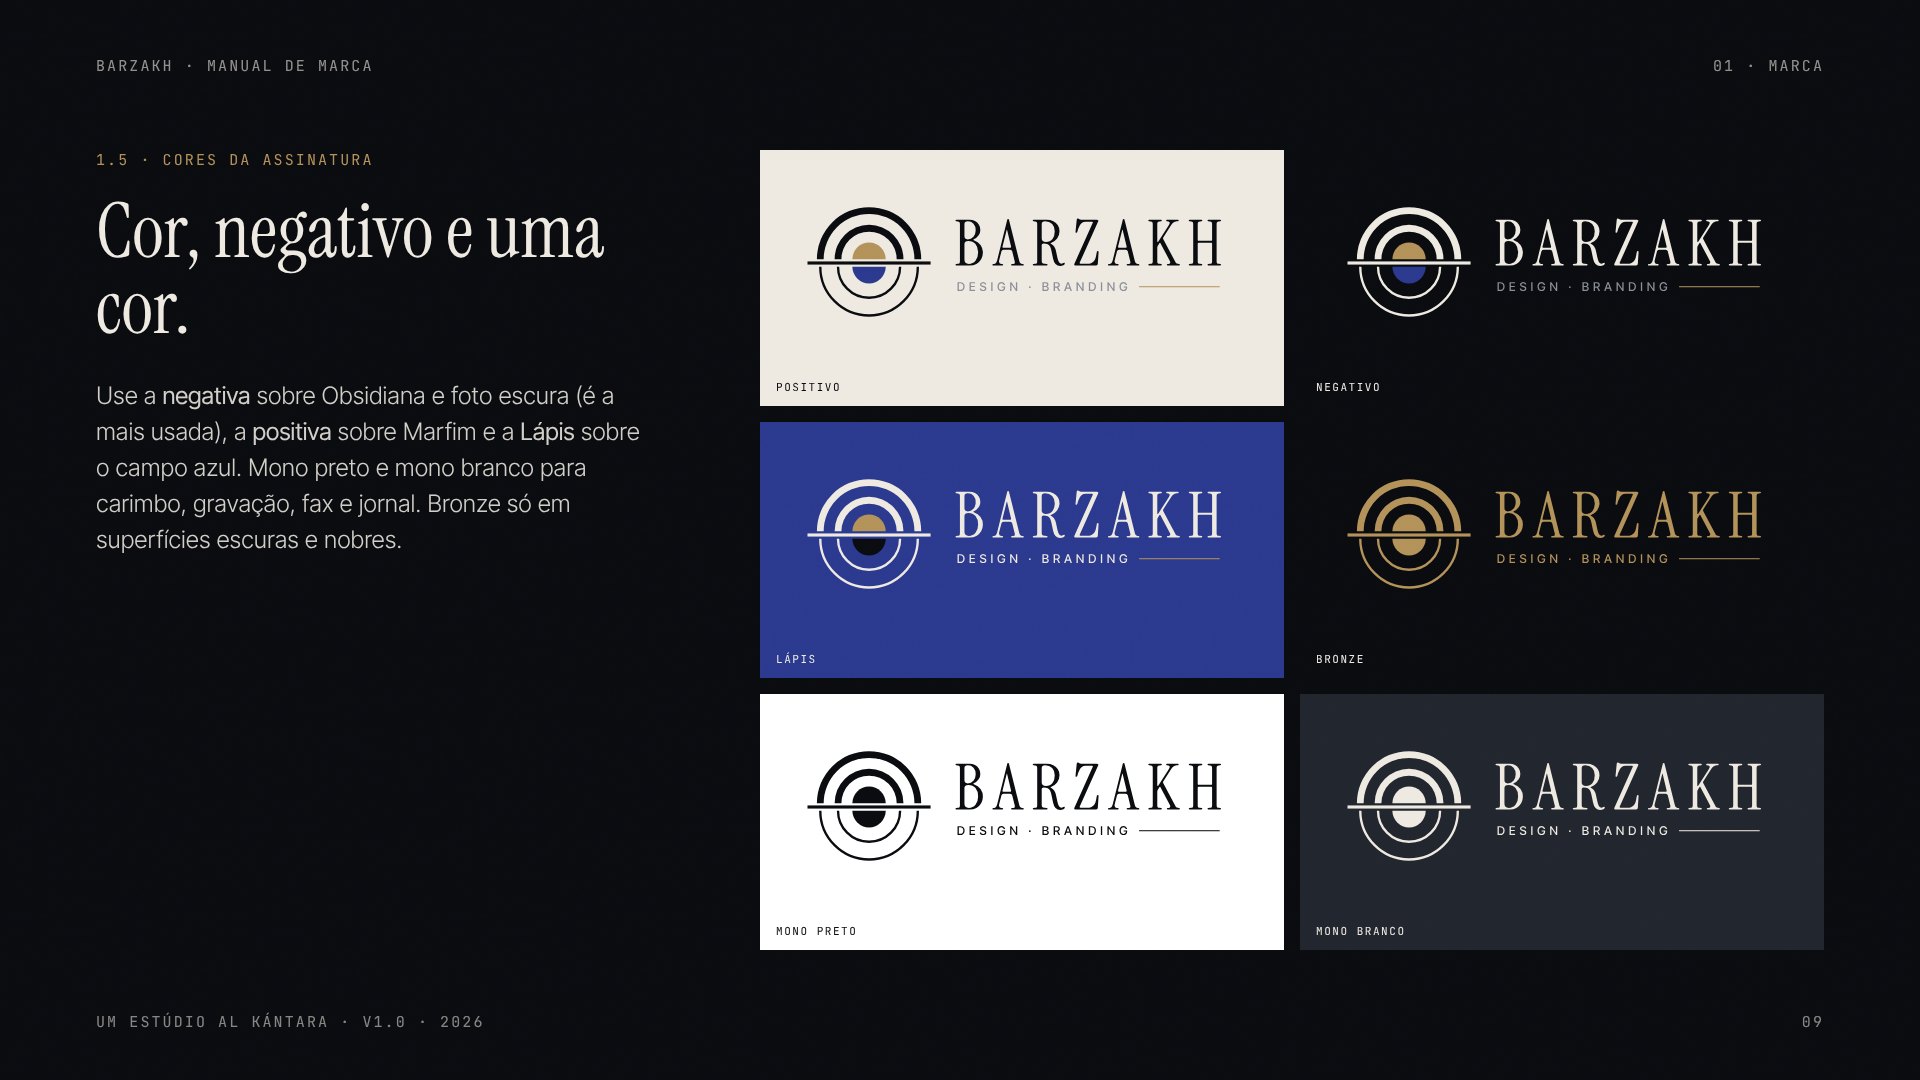 BARZAKH · MANUAL DE MARCA
01 · MARCA
1.5 · CORES DA ASSINATURA
Cor, negativo e uma
cor.
Use a negativa sobre Obsidiana e foto escura (é a
mais usada), a positiva sobre Marfim e a Lápis sobre
o campo azul. Mono preto e mono branco para
carimbo, gravação, fax e jornal. Bronze só em
superfícies escuras e nobres.
BARZAKH
DESIGN · BRANDING
POSITIVO
BARZAKH
DESIGN · BRANDING
NEGATIVO
BARZAKH
DESIGN · BRANDING
LÁPIS
BARZAKH
DESIGN · BRANDING
BRONZE
BARZAKH
DESIGN · BRANDING
MONO PRETO
BARZAKH
DESIGN · BRANDING
MONO BRANCO
UM ESTÚDIO AL KÁNTARA · V1.0 · 2026
09